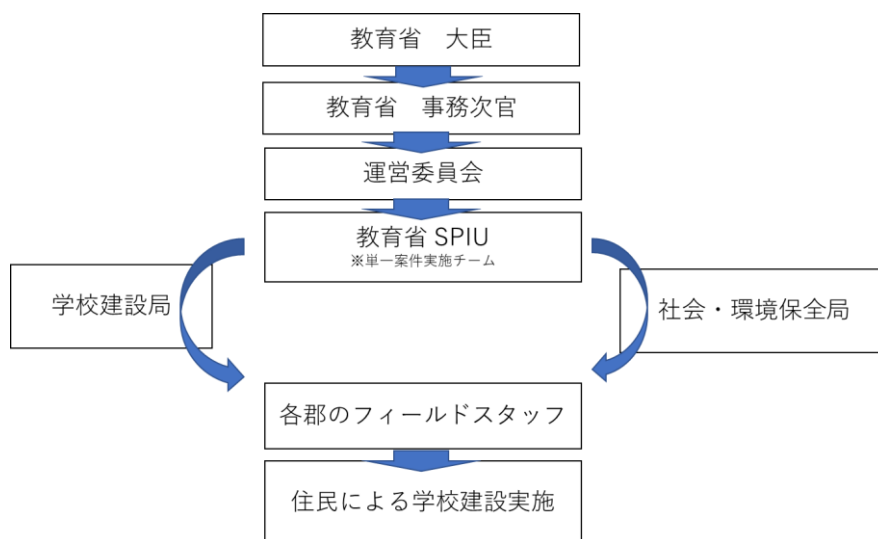 教育省　大臣
教育省　事務次官
運営委員会
教育省 SPIU
※単一案件実施チーム
学校建設局
社会・環境保全局
各郡のフィールドスタッフ
住民による学校建設実施